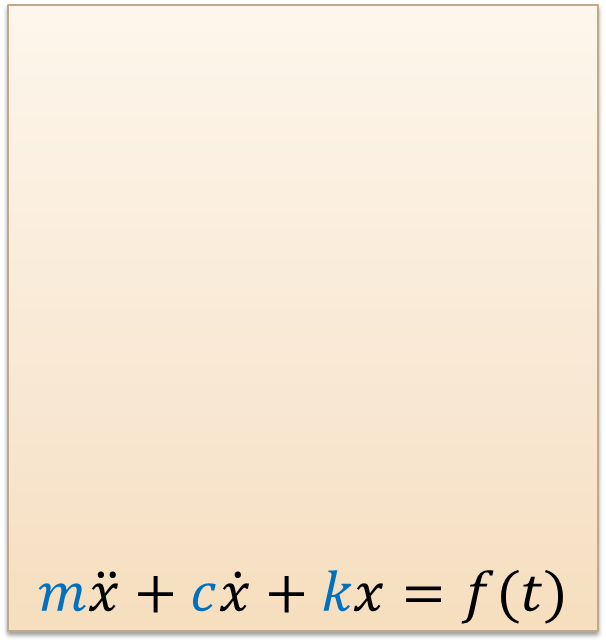 mẍ + cẋ + kx = f(t)